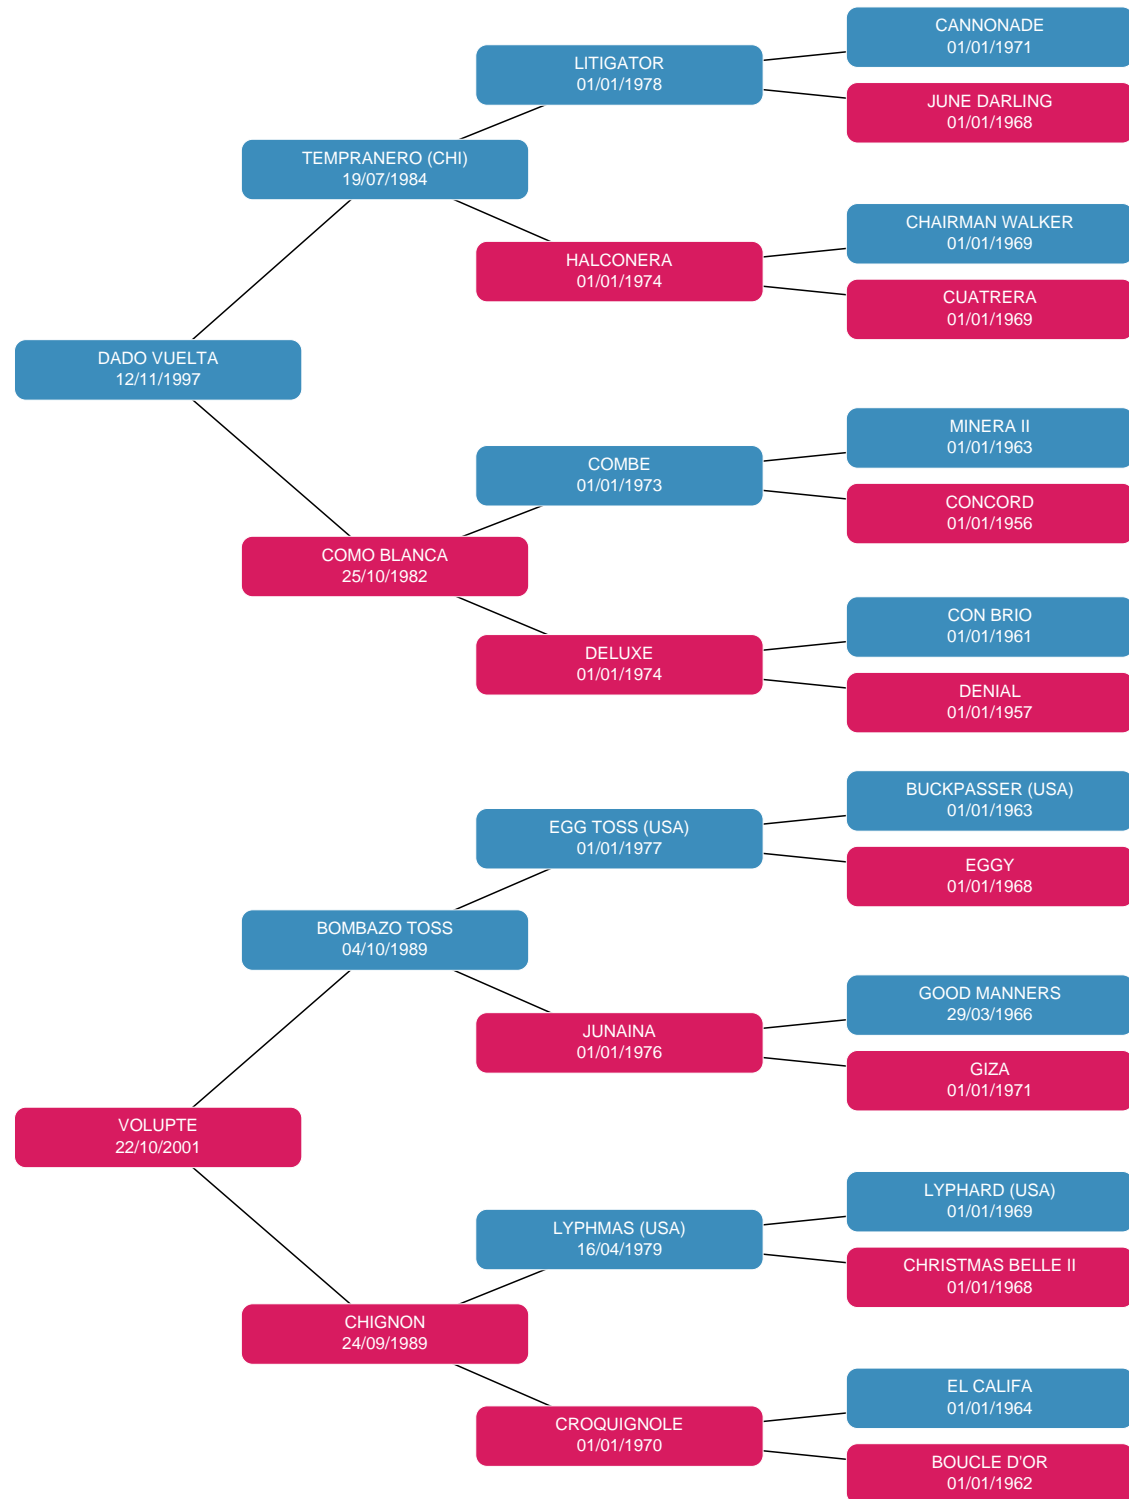 CANNONADE
01/01/1971
LITIGATOR
01/01/1978
JUNE DARLING
01/01/1968
TEMPRANERO (CHI)
19/07/1984
CHAIRMAN WALKER
01/01/1969
HALCONERA
01/01/1974
CUATRERA
01/01/1969
DADO VUELTA
12/11/1997
MINERA II
01/01/1963
COMBE
01/01/1973
CONCORD
01/01/1956
COMO BLANCA
25/10/1982
CON BRIO
01/01/1961
DELUXE
01/01/1974
DENIAL
01/01/1957
BUCKPASSER (USA)
01/01/1963
EGG TOSS (USA)
01/01/1977
EGGY
01/01/1968
BOMBAZO TOSS
04/10/1989
GOOD MANNERS
29/03/1966
JUNAINA
01/01/1976
GIZA
01/01/1971
VOLUPTE
22/10/2001
LYPHARD (USA)
01/01/1969
LYPHMAS (USA)
16/04/1979
CHRISTMAS BELLE II
01/01/1968
CHIGNON
24/09/1989
EL CALIFA
01/01/1964
CROQUIGNOLE
01/01/1970
BOUCLE D'OR
01/01/1962